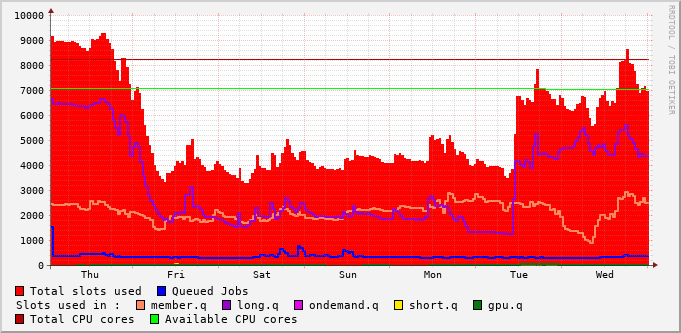 10000
9000
8000
7000
6000
5000
4000
3000
2000
1000
0
Thu Fri Sat Sun Mon Tue Wed
RRDTOOL / TOBI OETIKER
Total slots used Queued Jobs
Slots used in : member.q long.q ondemand.q short.q gpu.q
Total CPU cores Available CPU cores